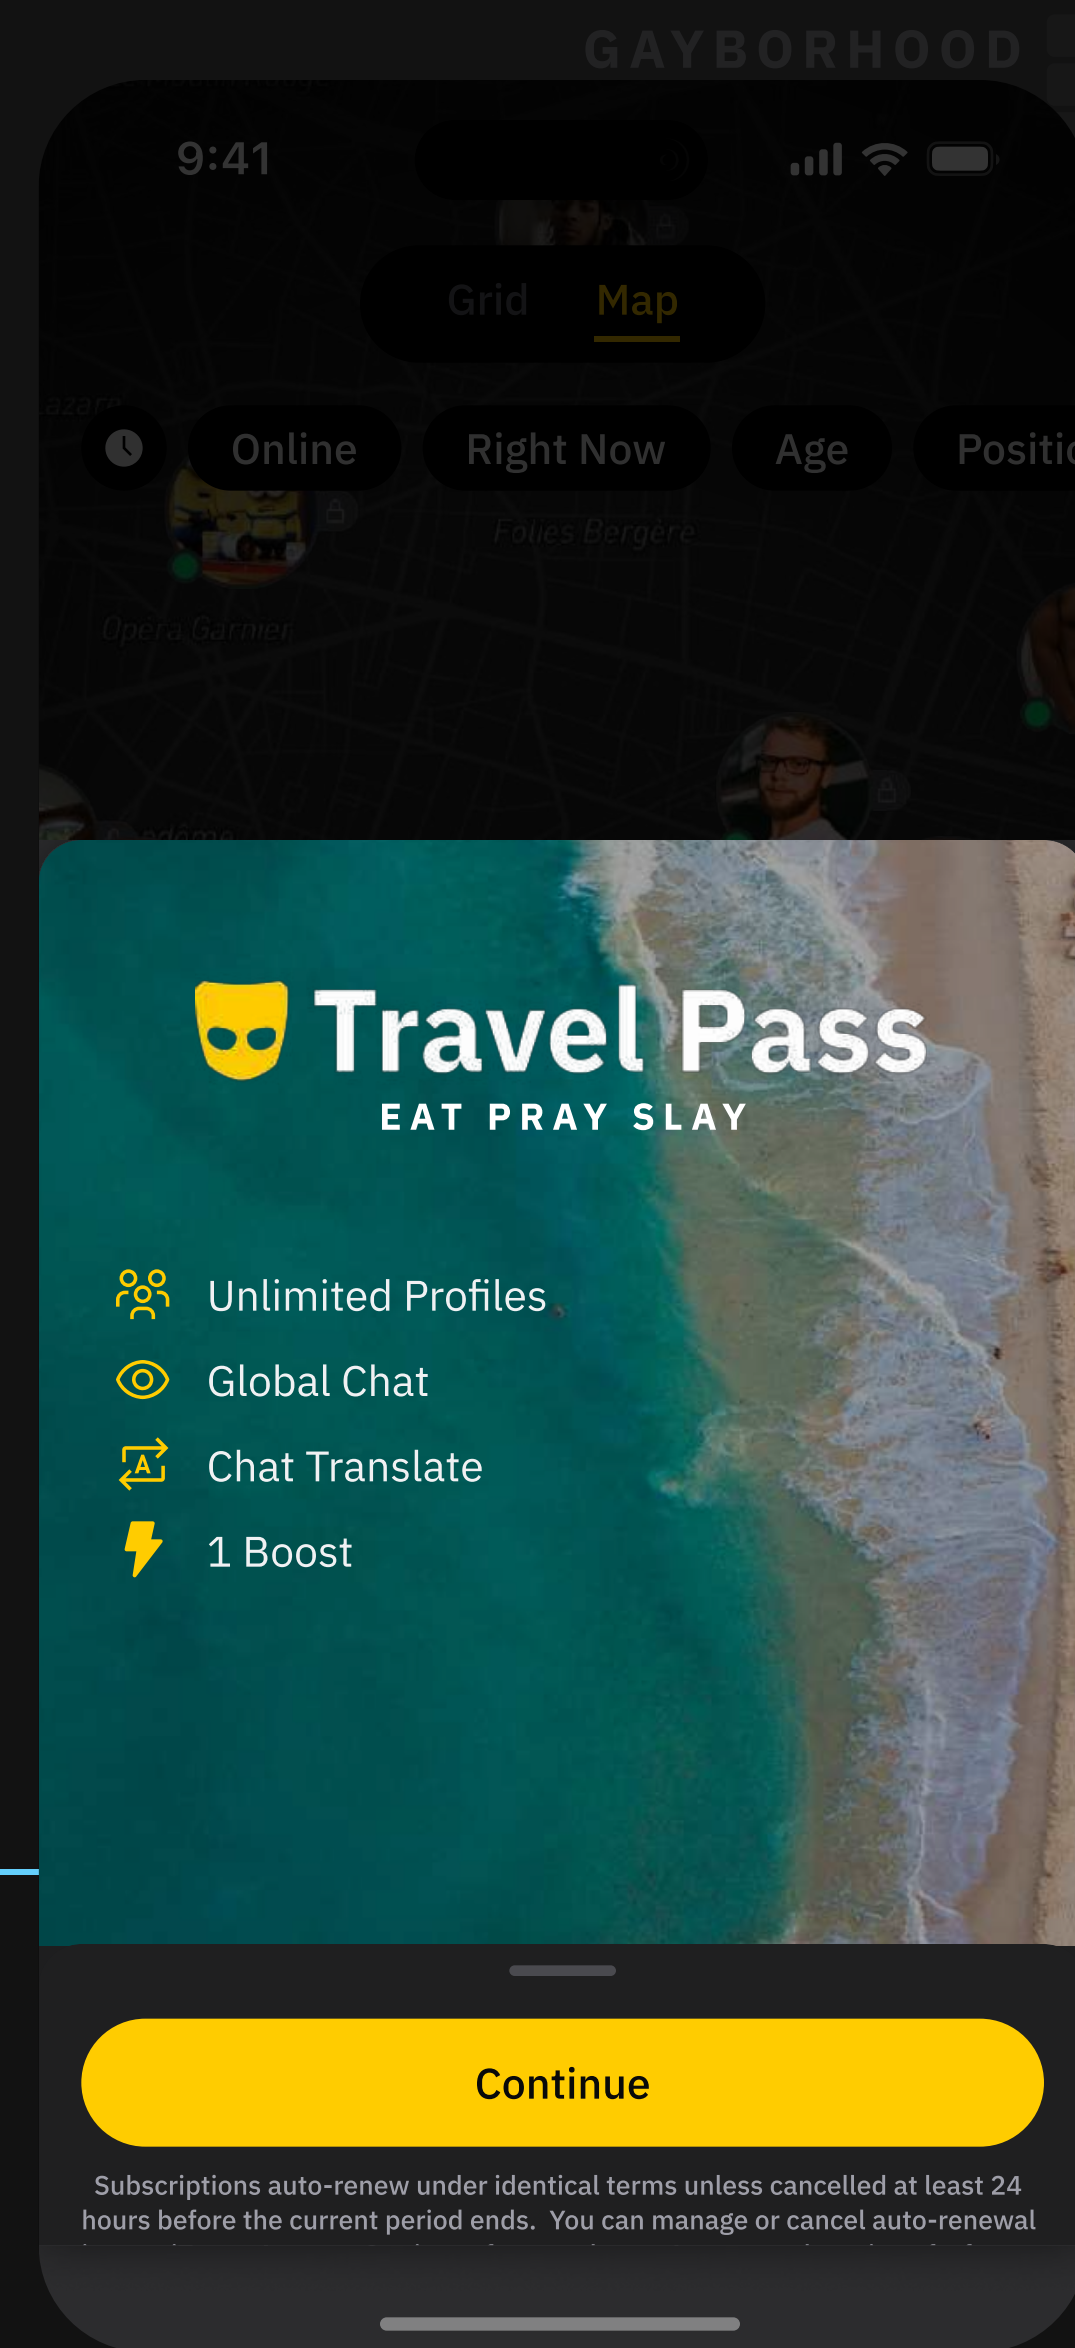 GAYBORHOOD
9:41
Grid Map
Online Right Now Age Positio
Folies Bergère
Opéra Garnier
Travel Pass
EAT PRAY SLAY
Unlimited Profiles
Global Chat
A Chat Translate
1 Boost
Continue
Subscriptions auto-renew under identical terms unless cancelled at least 24
hours before the current period ends. You can manage or cancel auto-renewal